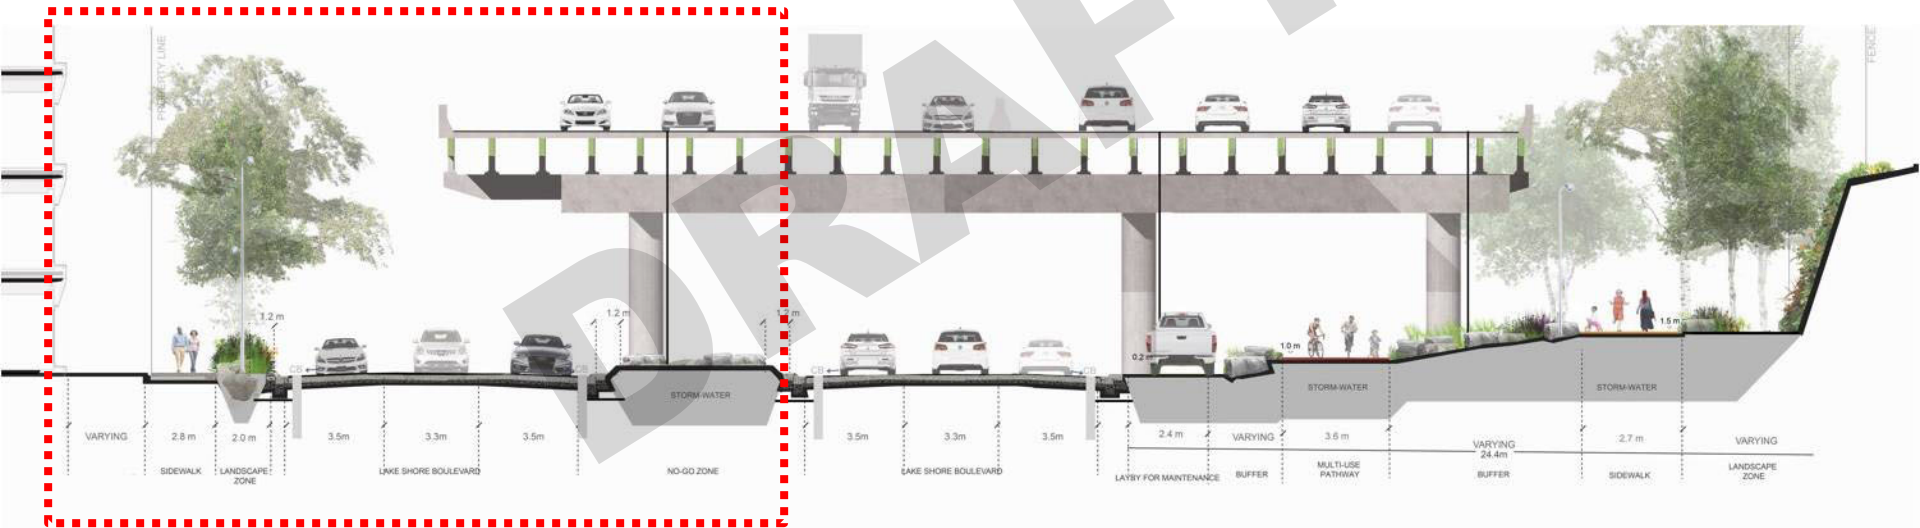 DRAFT
PROPERTY LINE
FENCE
1.2 m
1.2 m
1.2 m
CB
CB
CB
CB
0.2 m
1.0 m
1.5 m
STORM-WATER
STORM-WATER
STORM-WATER
VARYING
2.8 m
2.0 m
3.5m
3.3m
3.5m
3.5m
3.3m
3.5m
2.4 m
VARYING
3.6 m
VARYING
24.4m
2.7 m
VARYING
SIDEWALK
LANDSCAPE
ZONE
LAKE SHORE BOULEVARD
NO-GO ZONE
LAKE SHORE BOULEVARD
LAYBY FOR MAINTENANCE
BUFFER
MULTI-USE
PATHWAY
BUFFER
SIDEWALK
LANDSCAPE
ZONE